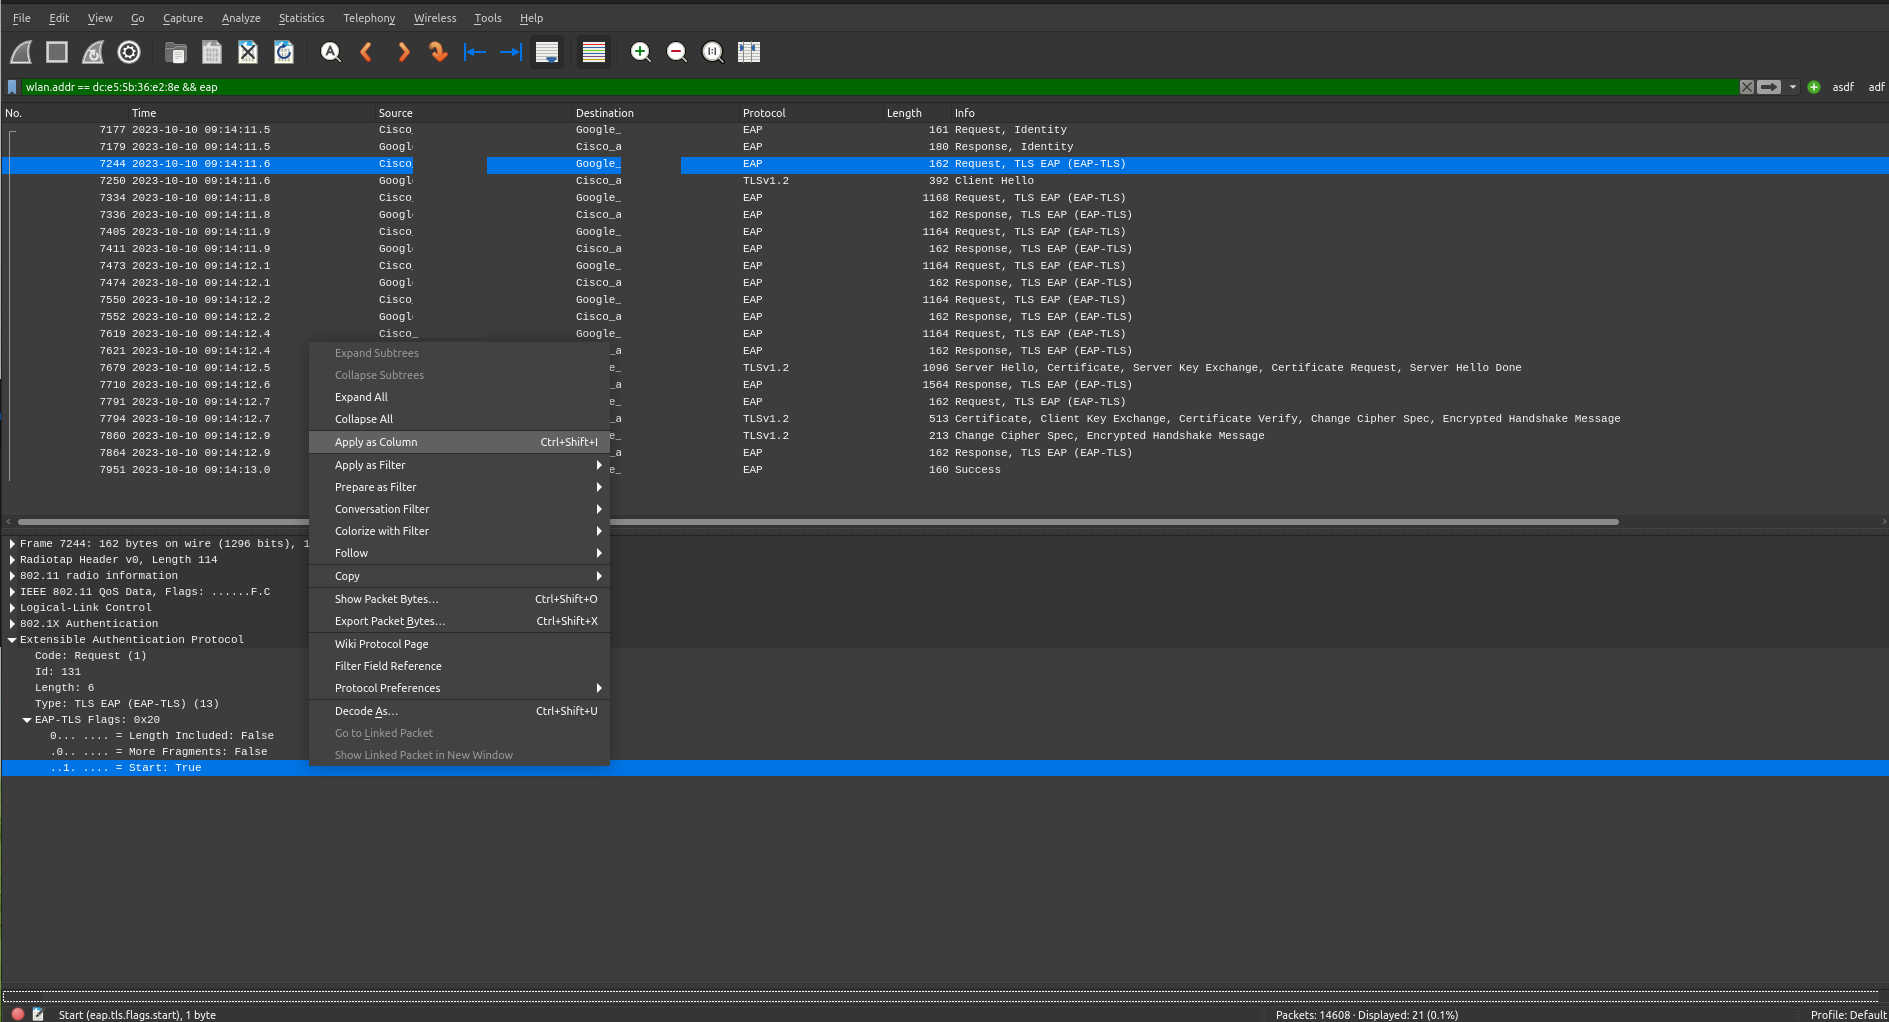 File Edit View Go Capture Analyze Statistics Telephony Wireless Tools Help
wlan.addr == dc:e5:5b:36:e2:8e && eap asdf adf
No. Time Source Destination Protocol Length Info
7177 2023-10-10 09:14:11.5 Cisco_ Google_ EAP 161 Request, Identity
7179 2023-10-10 09:14:11.5 Googl Cisco_a EAP 180 Response, Identity
7244 2023-10-10 09:14:11.6 Cisco Google_ EAP 162 Request, TLS EAP (EAP-TLS)
7250 2023-10-10 09:14:11.6 Googl Cisco_a TLSv1.2 392 Client Hello
7334 2023-10-10 09:14:11.8 Cisco_ Google_ EAP 1168 Request, TLS EAP (EAP-TLS)
7336 2023-10-10 09:14:11.8 Googl Cisco_a EAP 162 Response, TLS EAP (EAP-TLS)
7405 2023-10-10 09:14:11.9 Cisco_ Google_ EAP 1164 Request, TLS EAP (EAP-TLS)
7411 2023-10-10 09:14:11.9 Googl Cisco_a EAP 162 Response, TLS EAP (EAP-TLS)
7473 2023-10-10 09:14:12.1 Cisco_ Google_ EAP 1164 Request, TLS EAP (EAP-TLS)
7474 2023-10-10 09:14:12.1 Googl Cisco_a EAP 162 Response, TLS EAP (EAP-TLS)
7550 2023-10-10 09:14:12.2 Cisco_ Google_ EAP 1164 Request, TLS EAP (EAP-TLS)
7552 2023-10-10 09:14:12.2 Googl Cisco_a EAP 162 Response, TLS EAP (EAP-TLS)
7619 2023-10-10 09:14:12.4 Cisco_ Google_ EAP 1164 Request, TLS EAP (EAP-TLS)
7621 2023-10-10 09:14:12.4 _a EAP 162 Response, TLS EAP (EAP-TLS)
7679 2023-10-10 09:14:12.5 e_ TLSv1.2 1096 Server Hello, Certificate, Server Key Exchange, Certificate Request, Server Hello Done
7710 2023-10-10 09:14:12.6 _a EAP 1564 Response, TLS EAP (EAP-TLS)
7791 2023-10-10 09:14:12.7 e_ EAP 162 Request, TLS EAP (EAP-TLS)
7794 2023-10-10 09:14:12.7 _a TLSv1.2 513 Certificate, Client Key Exchange, Certificate Verify, Change Cipher Spec, Encrypted Handshake Message
7860 2023-10-10 09:14:12.9 e_ TLSv1.2 213 Change Cipher Spec, Encrypted Handshake Message
7864 2023-10-10 09:14:12.9 _a EAP 162 Response, TLS EAP (EAP-TLS)
7951 2023-10-10 09:14:13.0 e_ EAP 160 Success
Expand Subtrees
Collapse Subtrees
Expand All
Collapse All
Apply as Column Ctrl+Shift+I
Apply as Filter
Prepare as Filter
Conversation Filter
Colorize with Filter
Follow
Copy
Show Packet Bytes… Ctrl+Shift+O
Export Packet Bytes… Ctrl+Shift+X
Wiki Protocol Page
Filter Field Reference
Protocol Preferences
Decode As… Ctrl+Shift+U
Go to Linked Packet
Show Linked Packet in New Window
Frame 7244: 162 bytes on wire (1296 bits), 1
Radiotap Header v0, Length 114
802.11 radio information
IEEE 802.11 QoS Data, Flags: ......F.C
Logical-Link Control
802.1X Authentication
Extensible Authentication Protocol
Code: Request (1)
Id: 131
Length: 6
Type: TLS EAP (EAP-TLS) (13)
EAP-TLS Flags: 0x20
0... .... = Length Included: False
.0.. .... = More Fragments: False
..1. .... = Start: True
Start (eap.tls.flags.start), 1 byte Packets: 14608 · Displayed: 21 (0.1%) Profile: Default